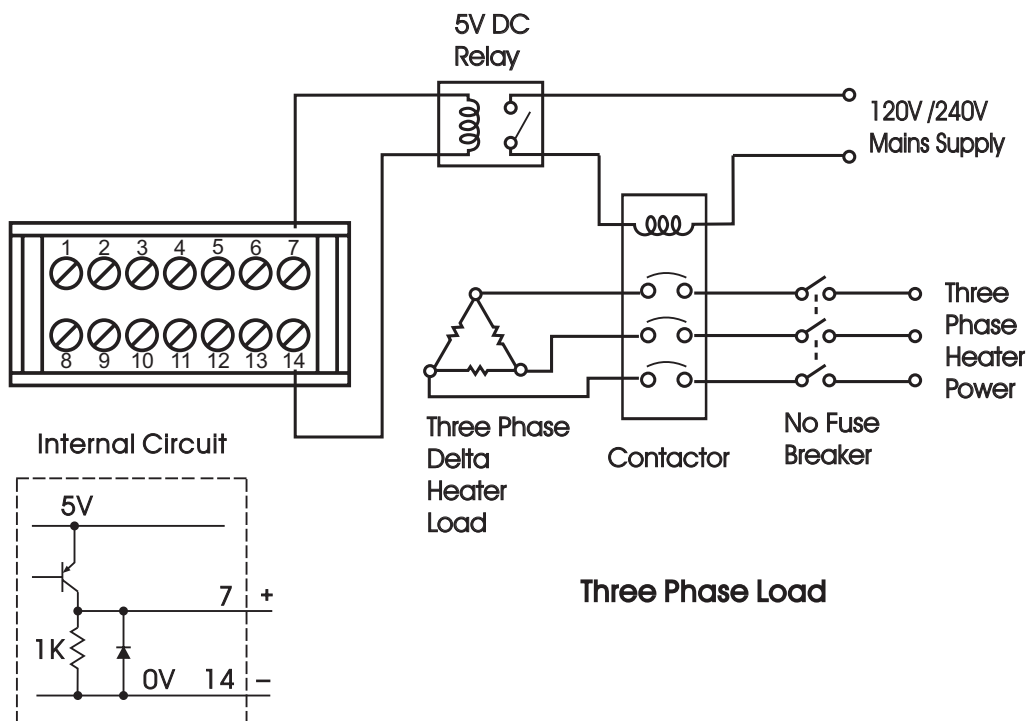 5V DC
Relay
120V /240V
Mains Supply
1 2 3 4 5 6 7
8 9 10 11 12 13 14
Three
Phase
Heater
Power
Three Phase
Delta
Heater
Load
Contactor
No Fuse
Breaker
Internal Circuit
5V
7 +
1K
0V 14 –
Three Phase Load